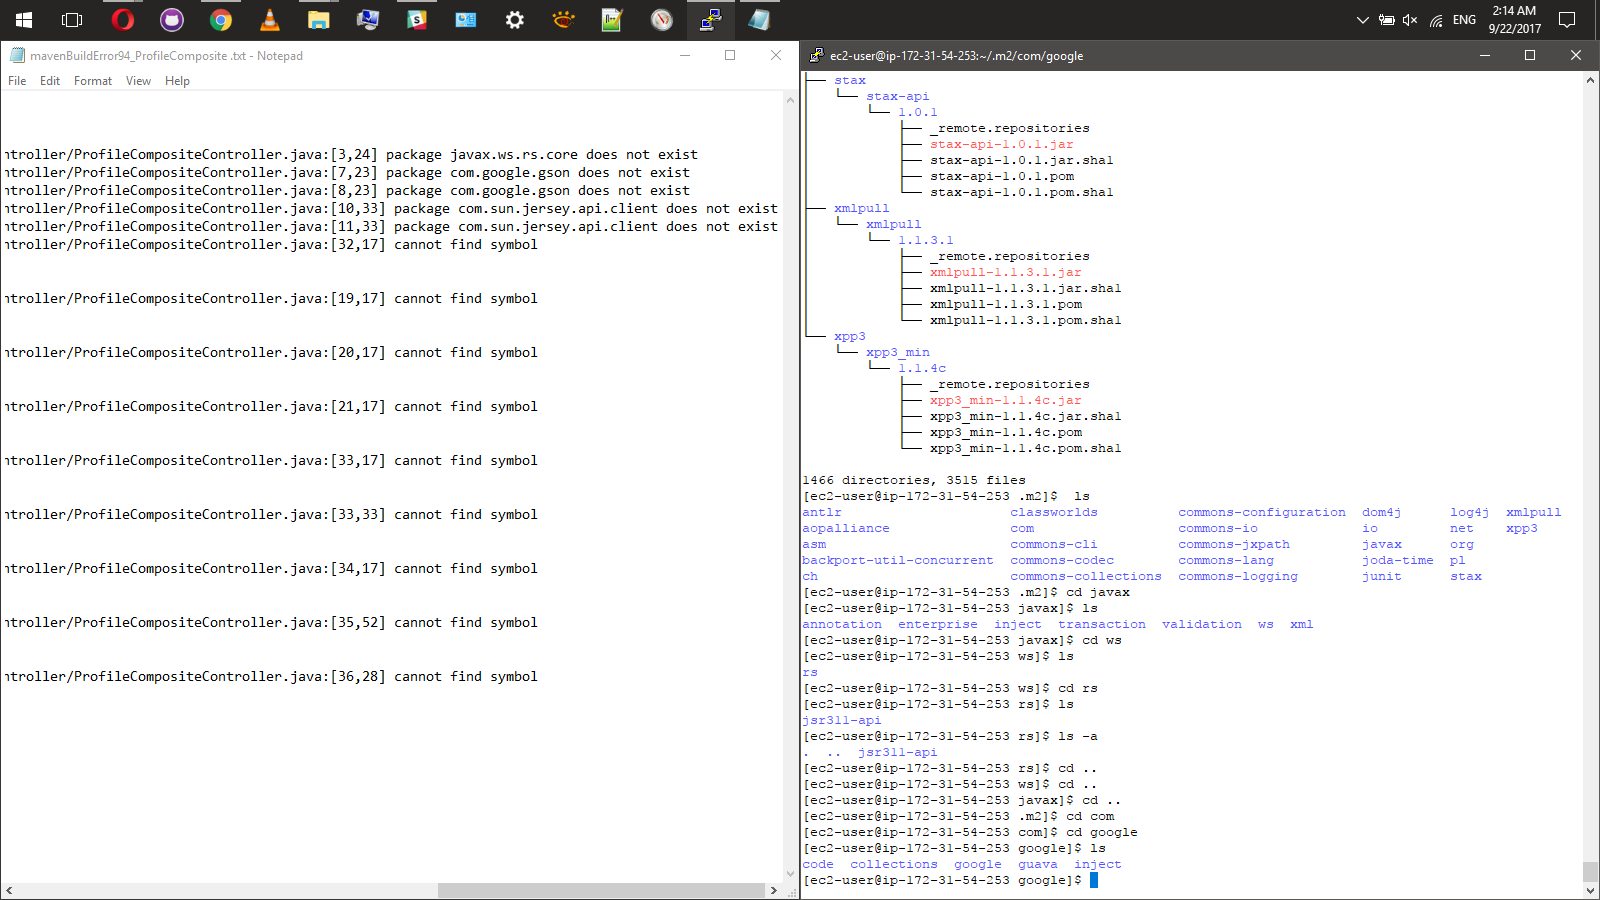 ENG
2:14 AM
9/22/2017
mavenBuildError94_ProfileComposite .txt - Notepad
File Edit Format View Help
ntroller/ProfileCompositeController.java:[3,24] package javax.ws.rs.core does not exist
ntroller/ProfileCompositeController.java:[7,23] package com.google.gson does not exist
ntroller/ProfileCompositeController.java:[8,23] package com.google.gson does not exist
ntroller/ProfileCompositeController.java:[10,33] package com.sun.jersey.api.client does not exist
ntroller/ProfileCompositeController.java:[11,33] package com.sun.jersey.api.client does not exist
ntroller/ProfileCompositeController.java:[32,17] cannot find symbol
ntroller/ProfileCompositeController.java:[19,17] cannot find symbol
ntroller/ProfileCompositeController.java:[20,17] cannot find symbol
ntroller/ProfileCompositeController.java:[21,17] cannot find symbol
ntroller/ProfileCompositeController.java:[33,17] cannot find symbol
ntroller/ProfileCompositeController.java:[33,33] cannot find symbol
ntroller/ProfileCompositeController.java:[34,17] cannot find symbol
ntroller/ProfileCompositeController.java:[35,52] cannot find symbol
ntroller/ProfileCompositeController.java:[36,28] cannot find symbol
ec2-user@ip-172-31-54-253:~/.m2/com/google
├── stax
│   └── stax-api
│       └── 1.0.1
│           ├── _remote.repositories
│           ├── stax-api-1.0.1.jar
│           ├── stax-api-1.0.1.jar.sha1
│           ├── stax-api-1.0.1.pom
│           └── stax-api-1.0.1.pom.sha1
├── xmlpull
│   └── xmlpull
│       └── 1.1.3.1
│           ├── _remote.repositories
│           ├── xmlpull-1.1.3.1.jar
│           ├── xmlpull-1.1.3.1.jar.sha1
│           ├── xmlpull-1.1.3.1.pom
│           └── xmlpull-1.1.3.1.pom.sha1
└── xpp3
    └── xpp3_min
        └── 1.1.4c
            ├── _remote.repositories
            ├── xpp3_min-1.1.4c.jar
            ├── xpp3_min-1.1.4c.jar.sha1
            ├── xpp3_min-1.1.4c.pom
            └── xpp3_min-1.1.4c.pom.sha1
1466 directories, 3515 files
[ec2-user@ip-172-31-54-253 .m2]$  ls
antlr classworlds commons-configuration dom4j log4j xmlpull
aopalliance com commons-io io net xpp3
asm commons-cli commons-jxpath javax org
backport-util-concurrent commons-codec commons-lang joda-time pl
ch commons-collections commons-logging junit stax
[ec2-user@ip-172-31-54-253 .m2]$ cd javax
[ec2-user@ip-172-31-54-253 javax]$ ls
annotation enterprise inject transaction validation ws xml
[ec2-user@ip-172-31-54-253 javax]$ cd ws
[ec2-user@ip-172-31-54-253 ws]$ ls
rs
[ec2-user@ip-172-31-54-253 ws]$ cd rs
[ec2-user@ip-172-31-54-253 rs]$ ls
jsr311-api
[ec2-user@ip-172-31-54-253 rs]$ ls -a
. .. jsr311-api
[ec2-user@ip-172-31-54-253 rs]$ cd ..
[ec2-user@ip-172-31-54-253 ws]$ cd ..
[ec2-user@ip-172-31-54-253 javax]$ cd ..
[ec2-user@ip-172-31-54-253 .m2]$ cd com
[ec2-user@ip-172-31-54-253 com]$ cd google
[ec2-user@ip-172-31-54-253 google]$ ls
code collections google guava inject
[ec2-user@ip-172-31-54-253 google]$